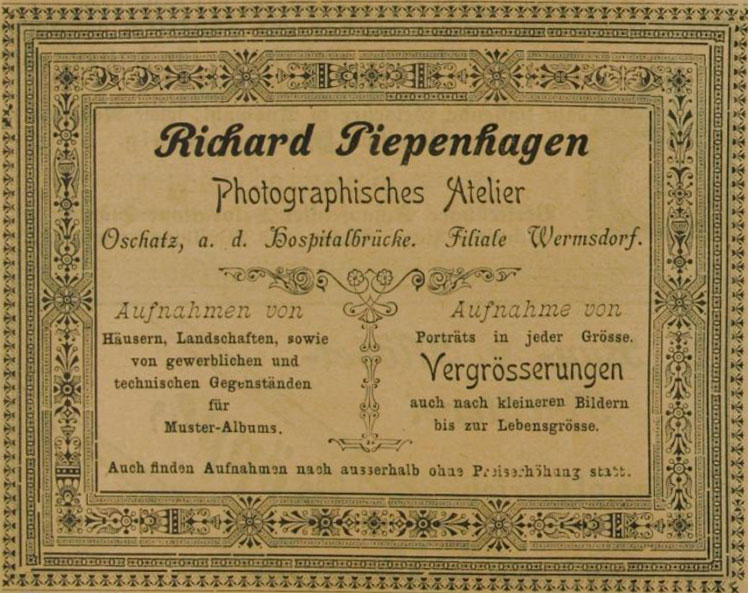 Richard Piepenhagen
Photographisches Atelier
Oschatz, a. d. Hospitalbrücke. Filiale Wermsdorf.
Aufnahmen von
Häusern, Landschaften, sowie
von gewerblichen und
technischen Gegenständen
für
Muster-Albums.
Aufnahme von
Porträts in jeder Grösse.
Vergrösserungen
auch nach kleineren Bildern
bis zur Lebensgrösse.
Auch finden Aufnahmen nach ausserhalb ohne Preiserhöhung statt.